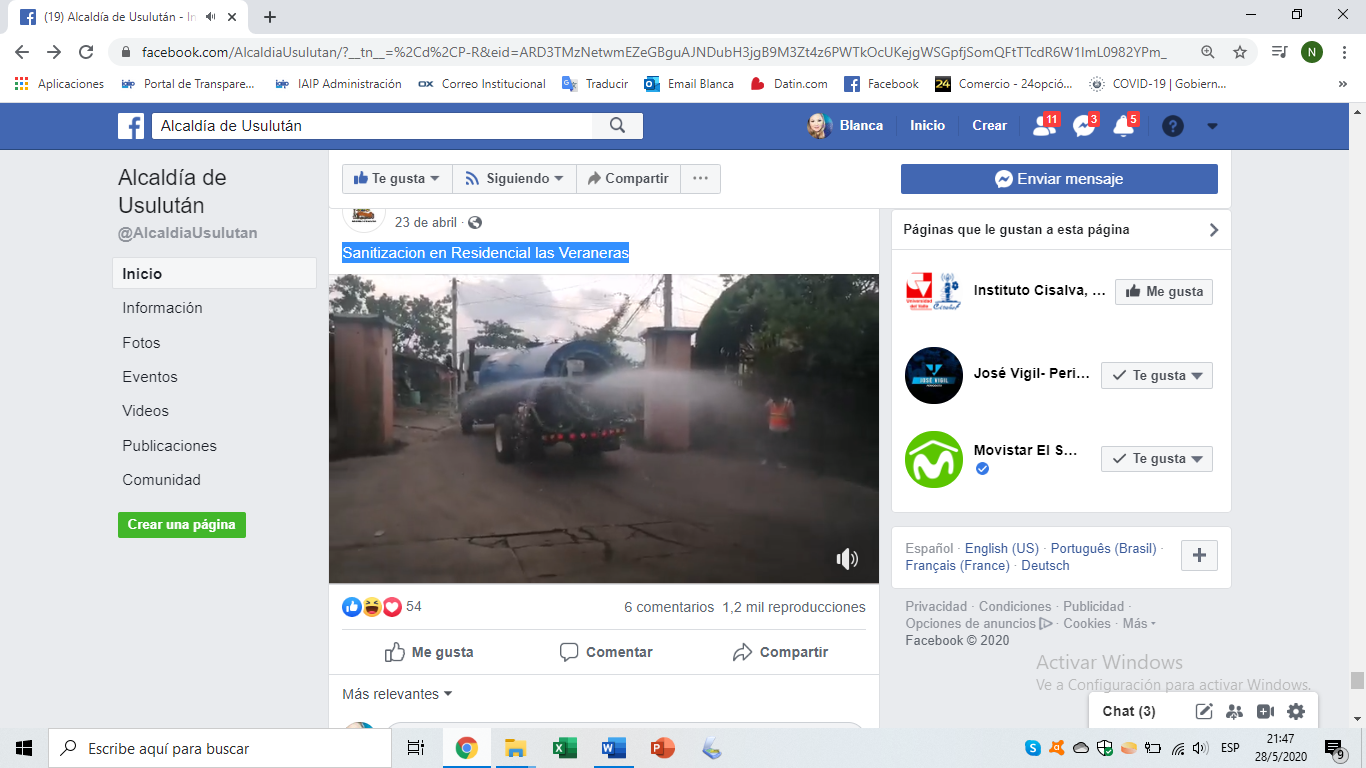 (19) Alcaldía de Usulután - In
facebook.com/AlcaldiaUsulutan/?__tn__=%2Cd%2CP-R&eid=ARD3TMzNetwmEZeGBguAJNDubH3jgB9M3Zt4z6PWTkOcUKejgWSGpfjSomQFtTTcdR6W1ImL0982YPm_
N
Aplicaciones
Portal de Transpare...
IAIP Administración
Correo Institucional
Traducir
Email Blanca
Datin.com
Facebook
24
Comercio - 24opció...
COVID-19 | Gobiern...
Alcaldía de Usulután
Blanca
Inicio
Crear
11
3
5
Alcaldía de
Usulután
@AlcaldiaUsulutan
Inicio
Información
Fotos
Eventos
Videos
Publicaciones
Comunidad
Crear una página
Te gusta
Siguiendo
Compartir
Enviar mensaje
23 de abril ·
Sanitizacion en Residencial las Veraneras
54
6 comentarios 1,2 mil reproducciones
Me gusta
Comentar
Compartir
Más relevantes
Páginas que le gustan a esta página
Instituto Cisalva, ...
Me gusta
JOSÉ VIGIL
José Vigil- Peri...
Te gusta
Movistar El S...
Te gusta
Español · English (US) · Português (Brasil) ·
Français (France) · Deutsch
Privacidad · Condiciones · Publicidad ·
Opciones de anuncios · Cookies · Más
Facebook © 2020
Activar Windows
Ve a Configuración para activar Windows.
Chat (3)
Escribe aquí para buscar
ESP
21:47
28/5/2020
9